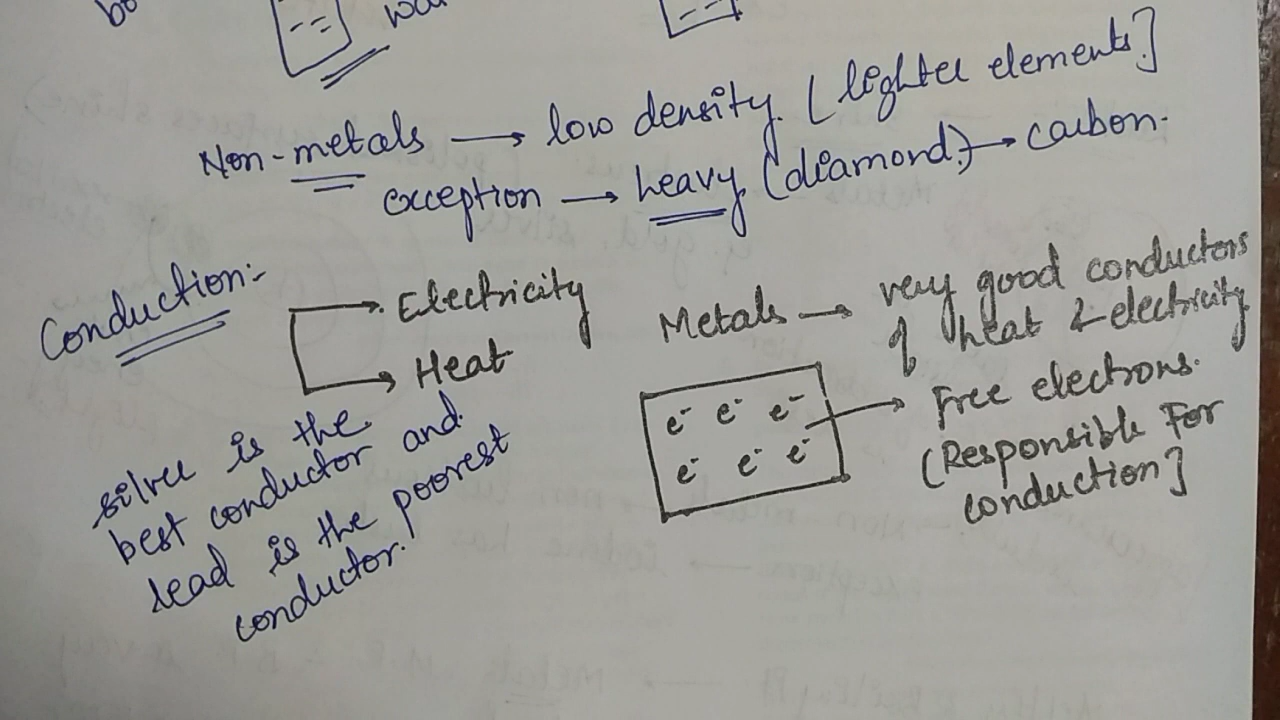 Non-metals → low density. [lighter elements.]
exception → heavy (diamond.) → carbon.
Conduction:-
→ Electricity
→ Heat
silver is the
best conductor and
lead is the poorest
conductor.
Metals → very good conductors
of heat & electricity
e⁻ e⁻ e⁻
e⁻ e⁻ e⁻
→ Free electrons.
(Responsible For
conduction]